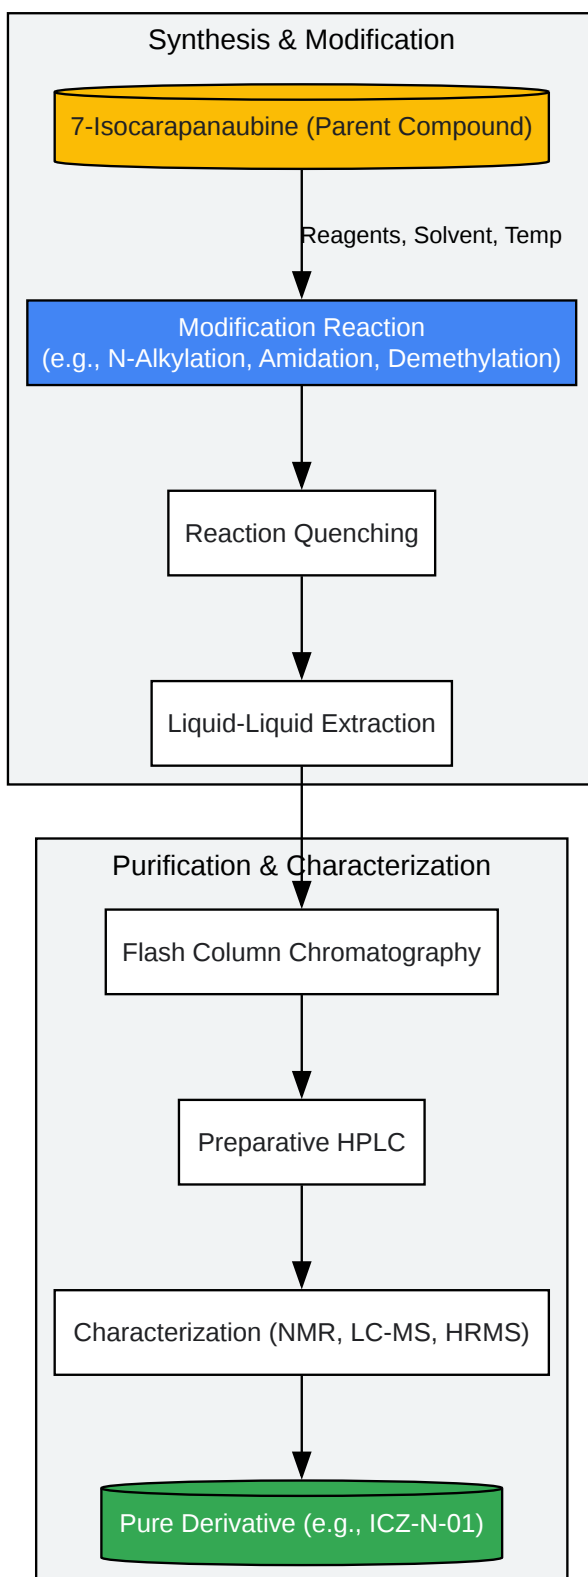 Synthesis & Modification
7-Isocarapanaubine (Parent Compound)
Reagents, Solvent, Temp
Modification Reaction
(e.g., N-Alkylation, Amidation, Demethylation)
Reaction Quenching
Liquid-Liquid Extraction
Purification & Characterization
Flash Column Chromatography
Preparative HPLC
Characterization (NMR, LC-MS, HRMS)
Pure Derivative (e.g., ICZ-N-01)